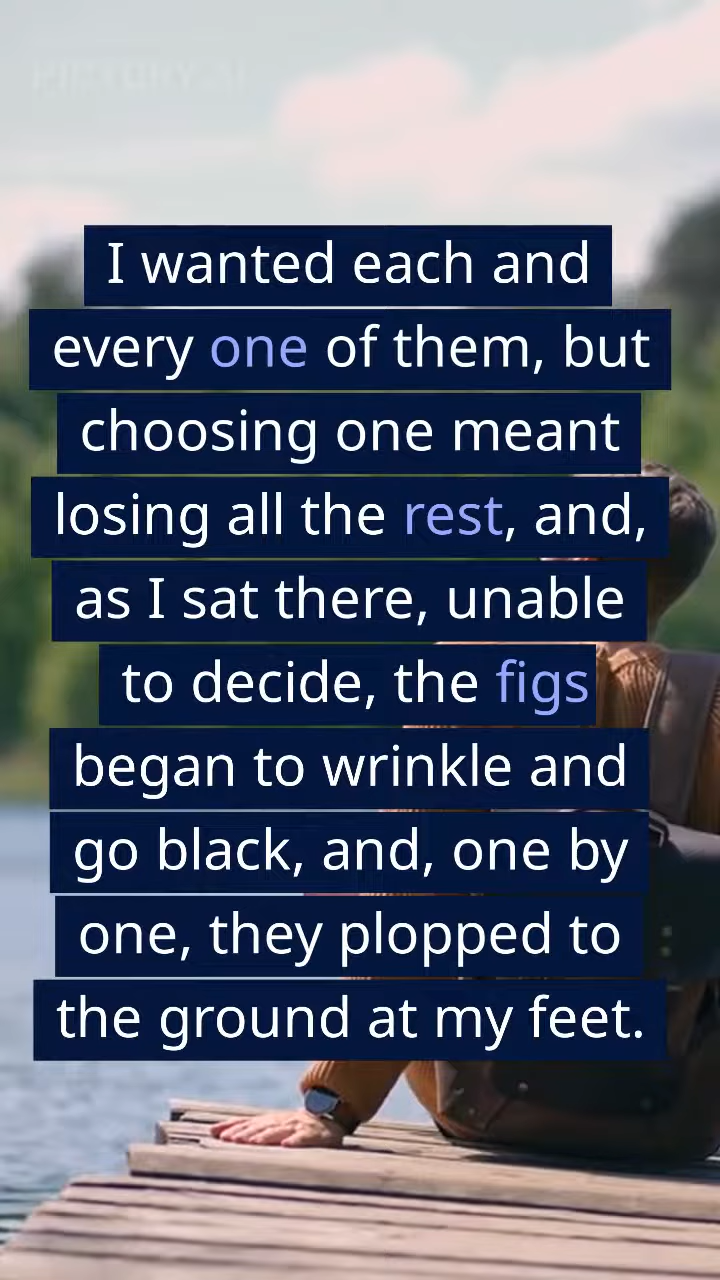 I wanted each and
every one of them, but
choosing one meant
losing all the rest, and,
as I sat there, unable
to decide, the figs
began to wrinkle and
go black, and, one by
one, they plopped to
the ground at my feet.